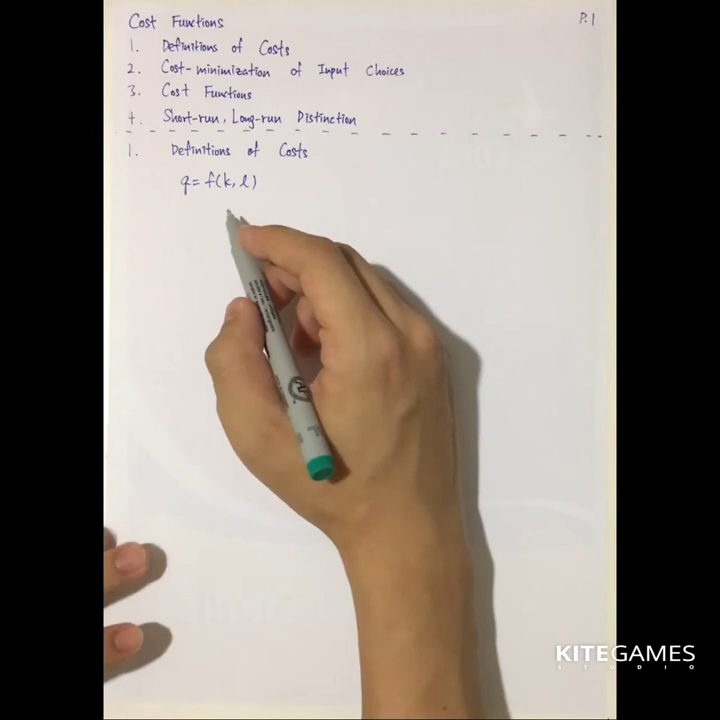 Cost Functions
P.1
1. Definitions of Costs
2. Cost-minimization of Input Choices
3. Cost Functions
4. Short-run, Long-run Distinction
1. Definitions of Costs
q = f(k, l)
KITEGAMES
STUDIO